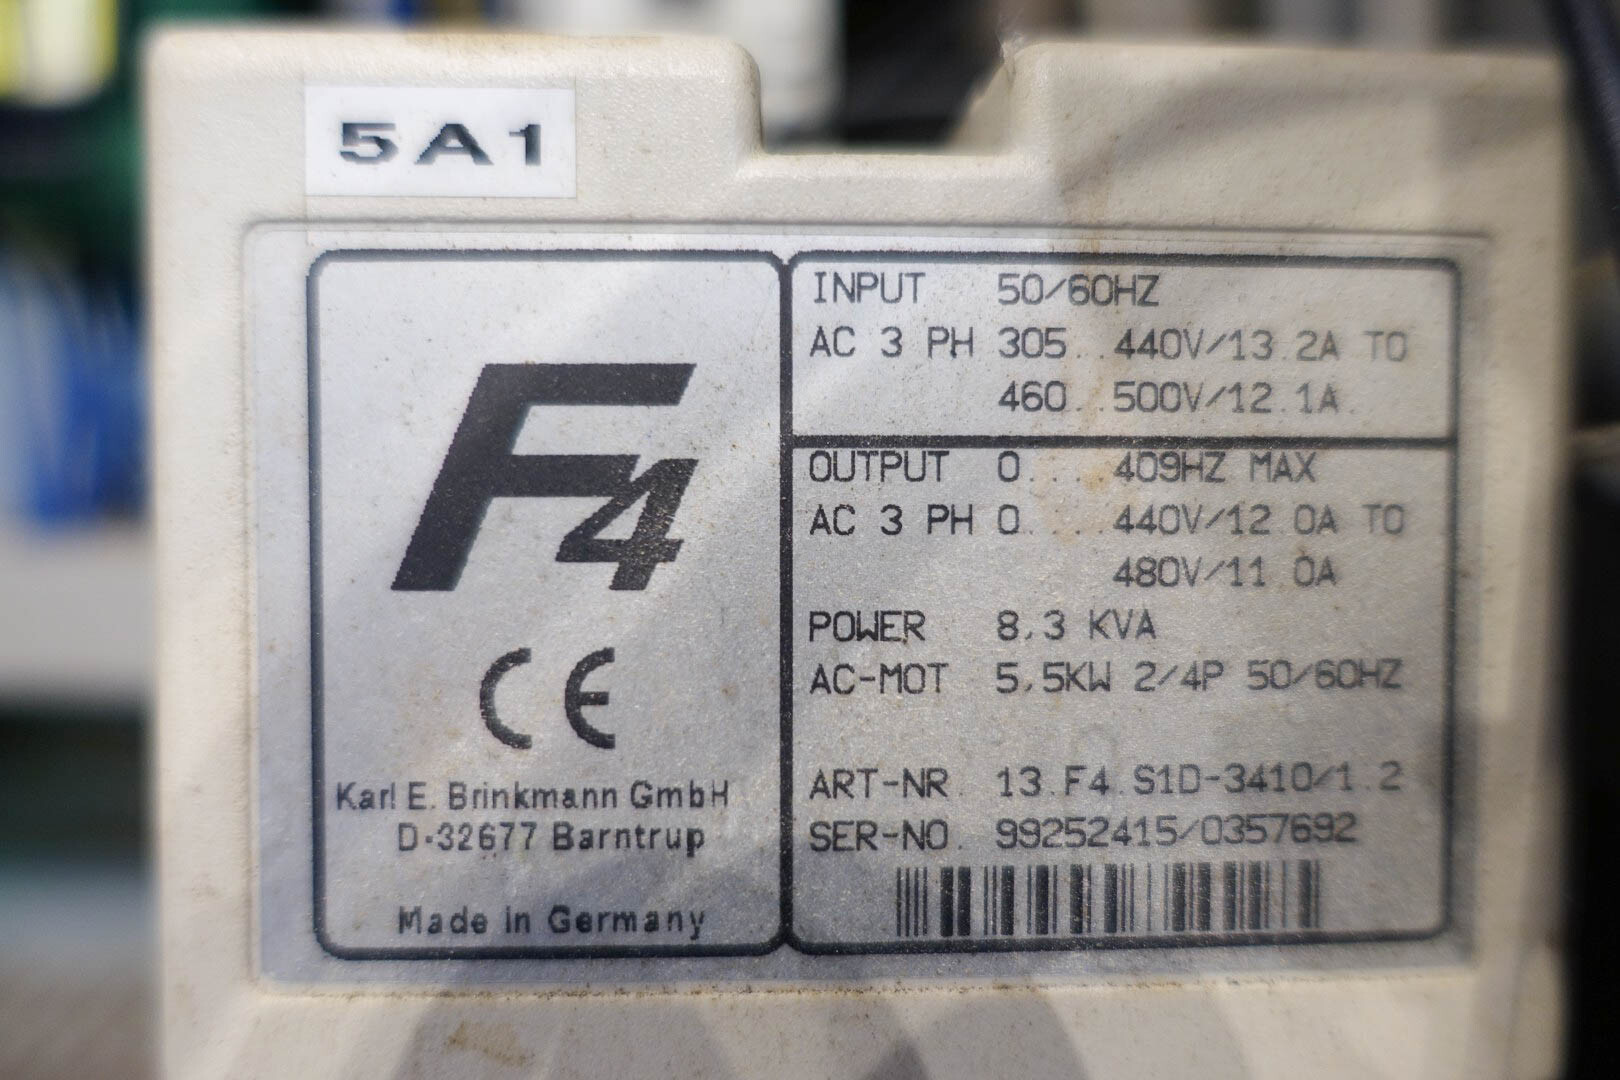 5A1
F4
CE
Karl E. Brinkmann GmbH
D-32677 Barntrup
Made in Germany
INPUT 50/60HZ
AC 3 PH 305..440V/13.2A TO
460..500V/12.1A.
OUTPUT 0....409HZ MAX
AC 3 PH 0....440V/12.0A TO
480V/11.0A
POWER 8,3 KVA
AC-MOT 5,5KW 2/4P 50/60HZ
ART-NR. 13.F4.S1D-3410/1.2
SER-NO. 99252415/0357692